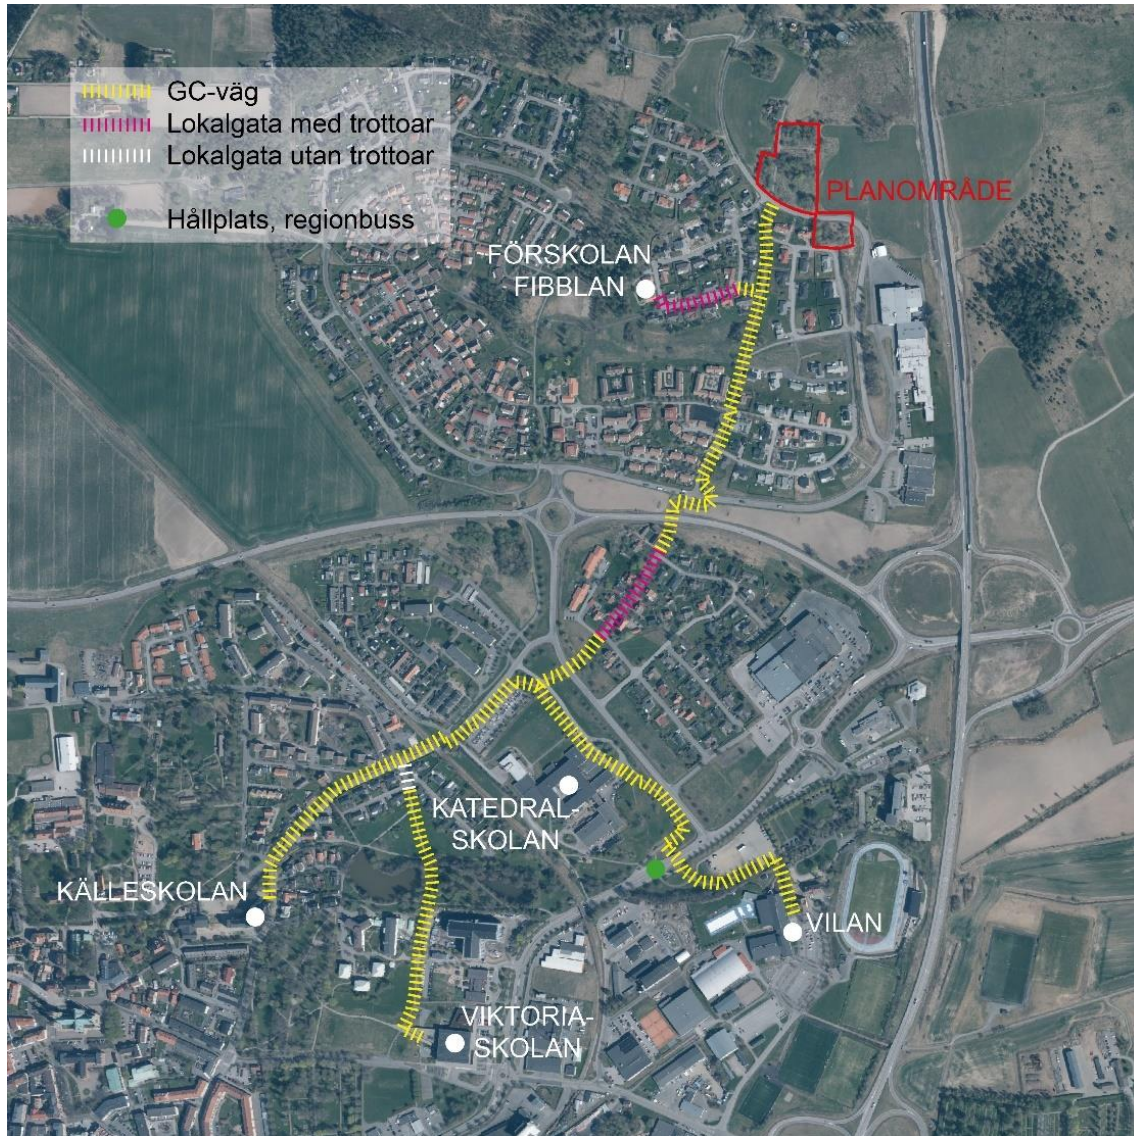 GC-väg
Lokalgata med trottoar
Lokalgata utan trottoar
Hållplats, regionbuss
PLANOMRÅDE
FÖRSKOLAN
FIBBLAN
KATEDRAL-
SKOLAN
KÄLLESKOLAN
VILAN
VIKTORIA-
SKOLAN